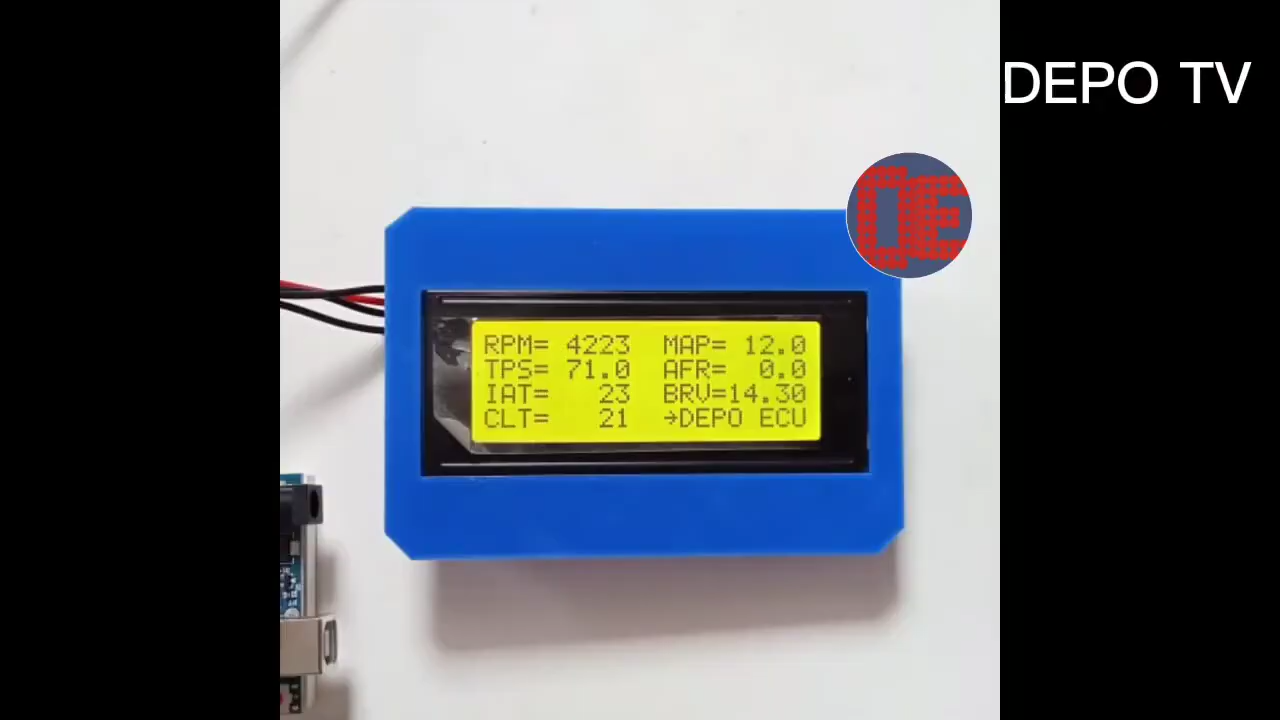 DEPO TV
DE
RPM= 4223 MAP= 12.0
TPS= 71.0 AFR= 0.0
IAT= 23 BRV=14.30
CLT= 21 →DEPO ECU